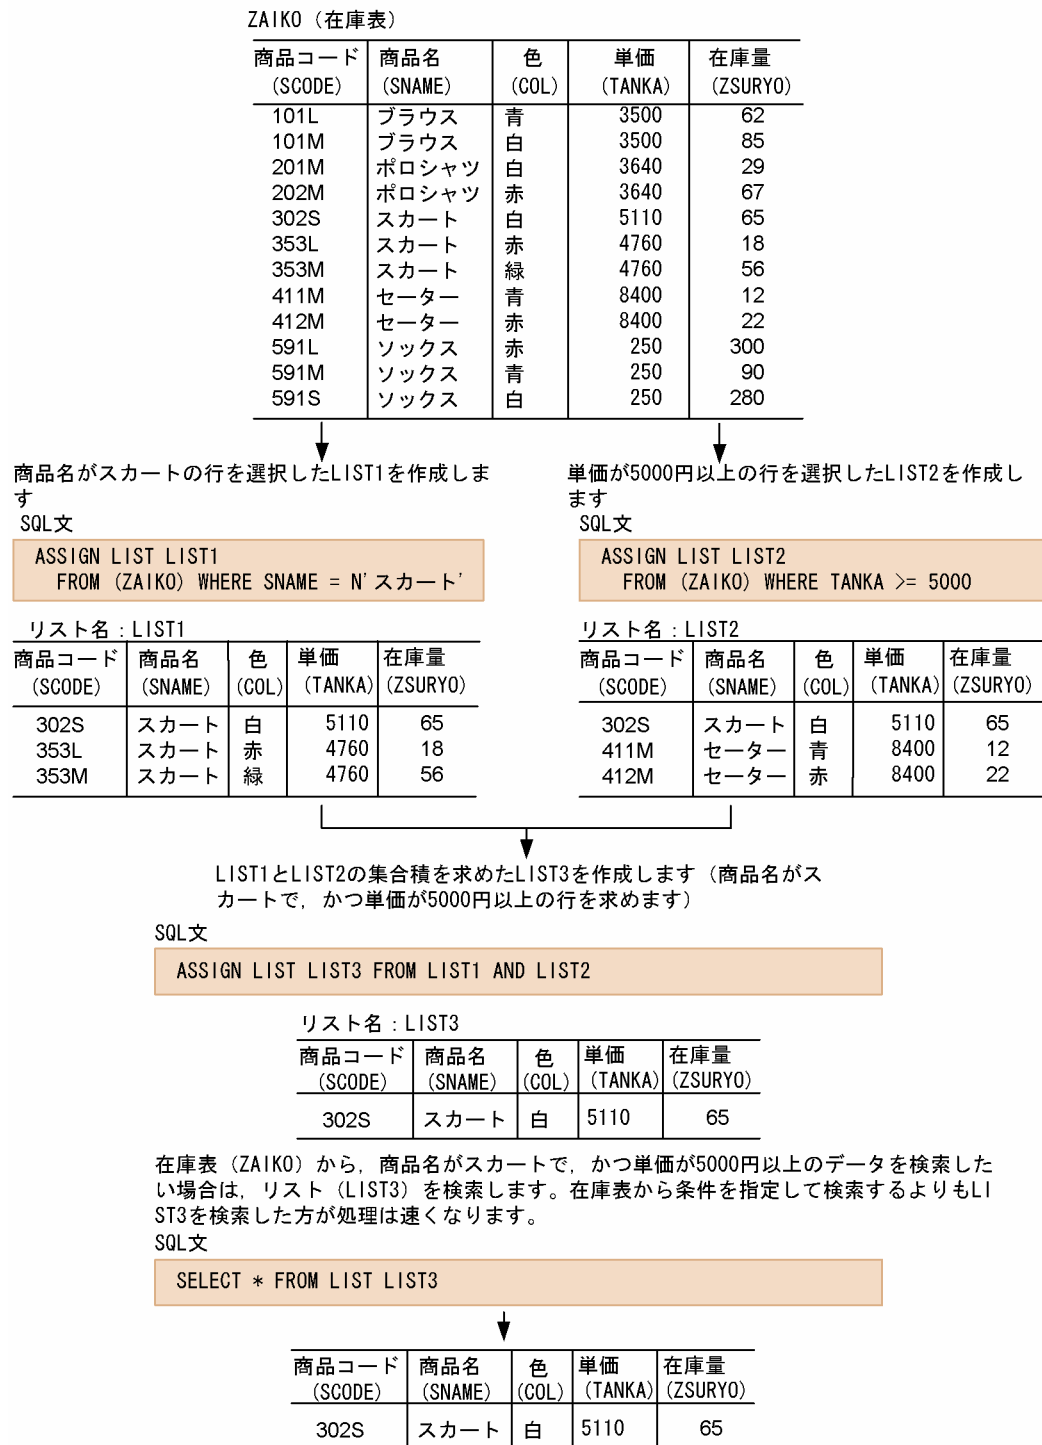 ZAIKO（在庫表）
商品コード 商品名 色 単価 在庫量
(SCODE) (SNAME) (COL) (TANKA) (ZSURYO)
101L ブラウス 青 3500 62
101M ブラウス 白 3500 85
201M ポロシャツ 白 3640 29
202M ポロシャツ 赤 3640 67
302S スカート 白 5110 65
353L スカート 赤 4760 18
353M スカート 緑 4760 56
411M セーター 青 8400 12
412M セーター 赤 8400 22
591L ソックス 赤 250 300
591M ソックス 青 250 90
591S ソックス 白 250 280
商品名がスカートの行を選択したLIST1を作成しま
す
SQL文
ASSIGN LIST LIST1
FROM (ZAIKO) WHERE SNAME = N'スカート'
リスト名：LIST1
商品コード 商品名 色 単価 在庫量
(SCODE) (SNAME) (COL) (TANKA) (ZSURYO)
302S スカート 白 5110 65
353L スカート 赤 4760 18
353M スカート 緑 4760 56
単価が5000円以上の行を選択したLIST2を作成し
ます
SQL文
ASSIGN LIST LIST2
FROM (ZAIKO) WHERE TANKA >= 5000
リスト名：LIST2
商品コード 商品名 色 単価 在庫量
(SCODE) (SNAME) (COL) (TANKA) (ZSURYO)
302S スカート 白 5110 65
411M セーター 青 8400 12
412M セーター 赤 8400 22
LIST1とLIST2の集合積を求めたLIST3を作成します（商品名がス
カートで，かつ単価が5000円以上の行を求めます）
SQL文
ASSIGN LIST LIST3 FROM LIST1 AND LIST2
リスト名：LIST3
商品コード 商品名 色 単価 在庫量
(SCODE) (SNAME) (COL) (TANKA) (ZSURYO)
302S スカート 白 5110 65
在庫表（ZAIKO）から，商品名がスカートで，かつ単価が5000円以上のデータを検索した
い場合は，リスト（LIST3）を検索します。在庫表から条件を指定して検索するよりもLI
ST3を検索した方が処理は速くなります。
SQL文
SELECT * FROM LIST LIST3
商品コード 商品名 色 単価 在庫量
(SCODE) (SNAME) (COL) (TANKA) (ZSURYO)
302S スカート 白 5110 65